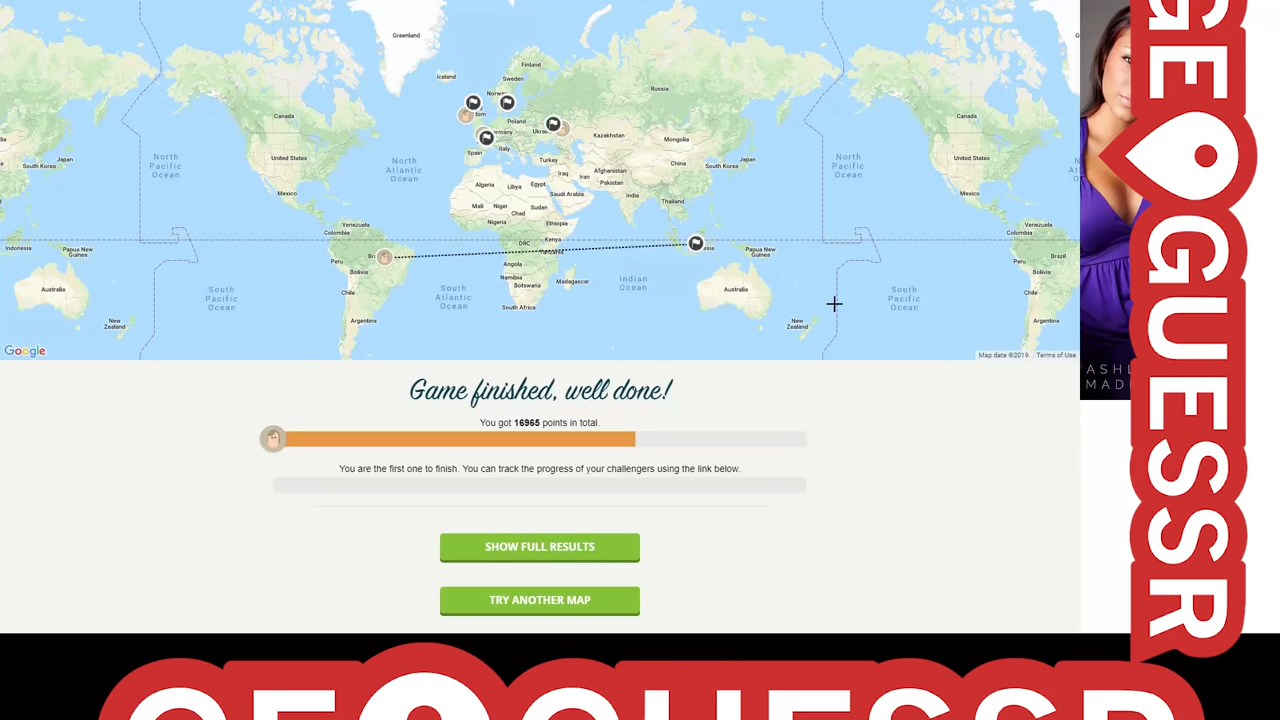 Greenland
Iceland
Finland
Sweden
Norway
Russia
Canada
Canada
Poland
Ukraine
Germany
Kazakhstan
Mongolia
Spain
Italy
Turkey
South Korea
Japan
United States
North
Pacific
Ocean
North
Atlantic
Ocean
Algeria
Libya
Egypt
Iraq
Iran
Afghanistan
Pakistan
China
South Korea
Japan
North
Pacific
Ocean
United States
Mexico
Mali
Niger
Chad
Sudan
Saudi Arabia
India
Thailand
Mexico
Nigeria
Ethiopia
Venezuela
Colombia
Venezuela
Colombia
Indonesia
Papua New
Guinea
DRC
Kenya
Tanzania
Papua New
Guinea
Peru
Bolivia
Brazil
Peru
Bolivia
Angola
Namibia
Botswana
Madagascar
Indian
Ocean
Australia
South
Pacific
Ocean
Chile
South
Atlantic
Ocean
South Africa
Australia
South
Pacific
Ocean
Chile
New
Zealand
Argentina
New
Zealand
Argentina
Google
Map data ©2019
Terms of Use
Game finished, well done!
You got 16965 points in total.
You are the first one to finish. You can track the progress of your challengers using the link below.
SHOW FULL RESULTS
TRY ANOTHER MAP
ASHL
MADI
GEOGUESSR
GEOGUESSR